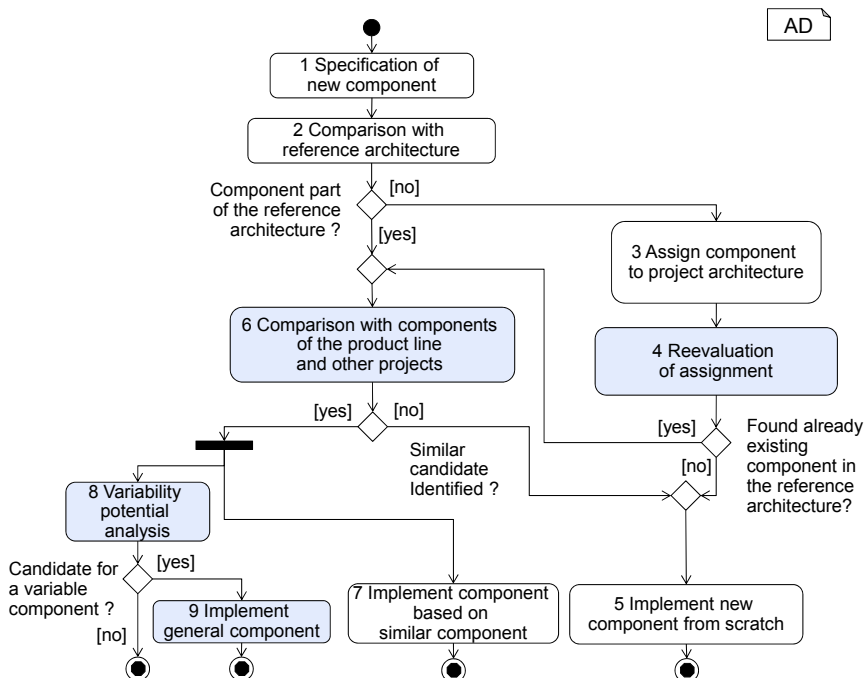 AD
1 Specification of
new component
2 Comparison with
reference architecture
Component part
of the reference
architecture ?
[no]
[yes]
3 Assign component
to project architecture
6 Comparison with components
of the product line
and other projects
4 Reevaluation
of assignment
[yes]
[no]
Similar
candidate
Identified ?
[yes]
[no]
Found already
existing
component in
the reference
architecture?
8 Variability
potential
analysis
Candidate for
a variable
component ?
[yes]
[no]
9 Implement
general component
7 Implement component
based on
similar component
5 Implement new
component from scratch